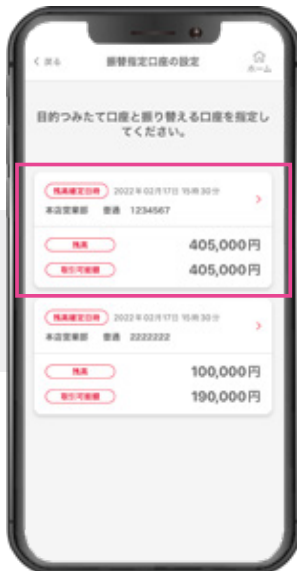 < 戻る 振替指定口座の設定 ホーム
目的つみたて口座と振り替える口座を指定し
てください。
残高確定日時 2022年02月17日 15時30分
本店営業部 普通 1234567
残高 405,000円
取引可能額 405,000円
残高確定日時 2022年02月17日 15時30分
本店営業部 普通 2222222
残高 100,000円
取引可能額 190,000円